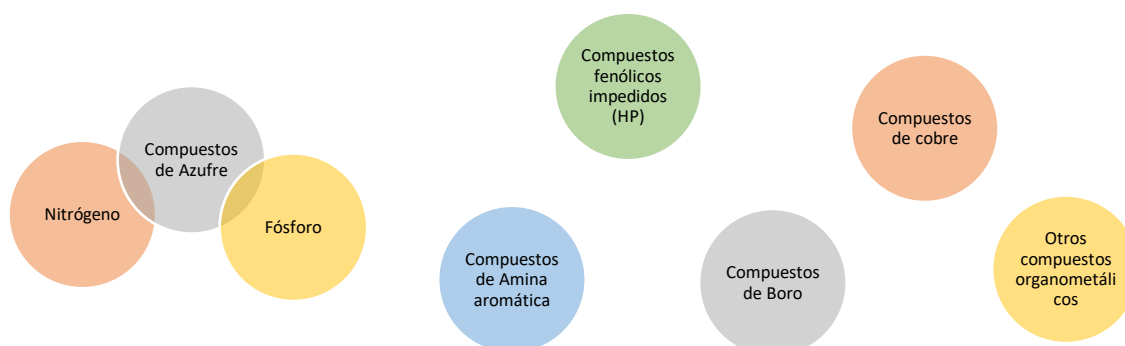 Nitrógeno
Compuestos
de Azufre
Fósforo
Compuestos
fenólicos
impedidos
(HP)
Compuestos
de Amina
aromática
Compuestos
de Boro
Compuestos
de cobre
Otros
compuestos
organometáli
cos